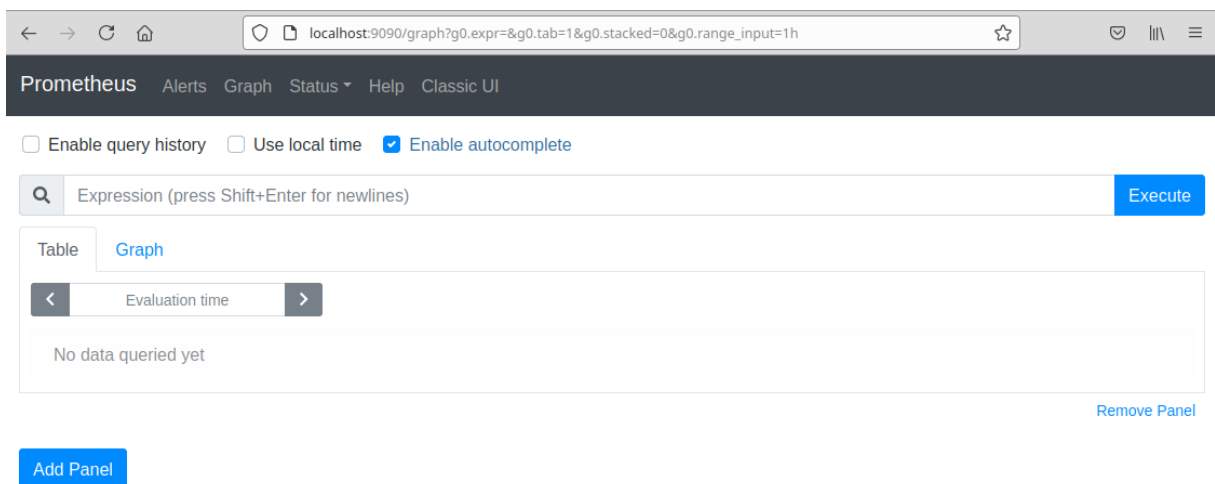 localhost:9090/graph?g0.expr=&g0.tab=1&g0.stacked=0&g0.range_input=1h
Prometheus Alerts Graph Status Help Classic UI
Enable query history Use local time Enable autocomplete
Expression (press Shift+Enter for newlines) Execute
Table Graph
Evaluation time
No data queried yet
Remove Panel
Add Panel